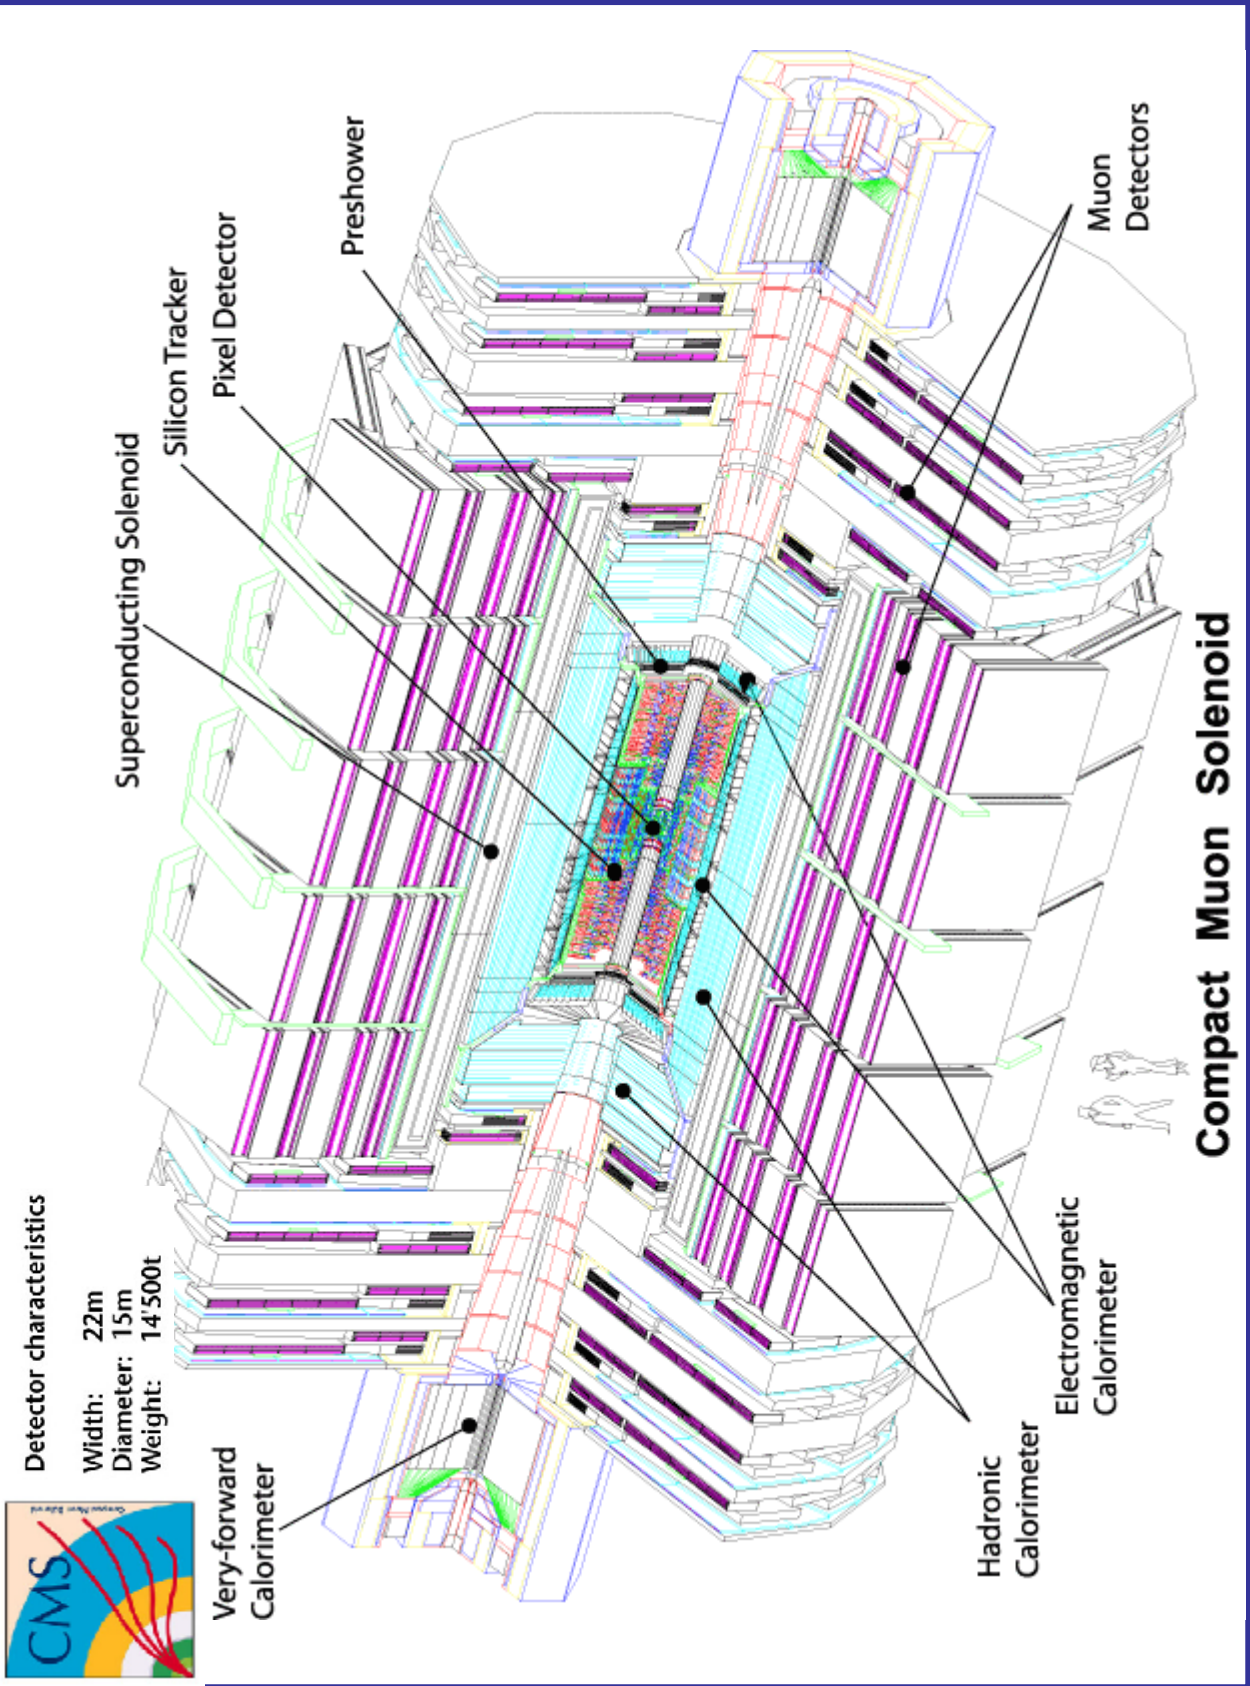 CMS
Detector characteristics
Width: 22m
Diameter: 15m
Weight: 14'500t
Superconducting Solenoid
Silicon Tracker
Pixel Detector
Preshower
Very-forward
Calorimeter
Hadronic
Calorimeter
Electromagnetic
Calorimeter
Muon
Detectors
Compact Muon Solenoid